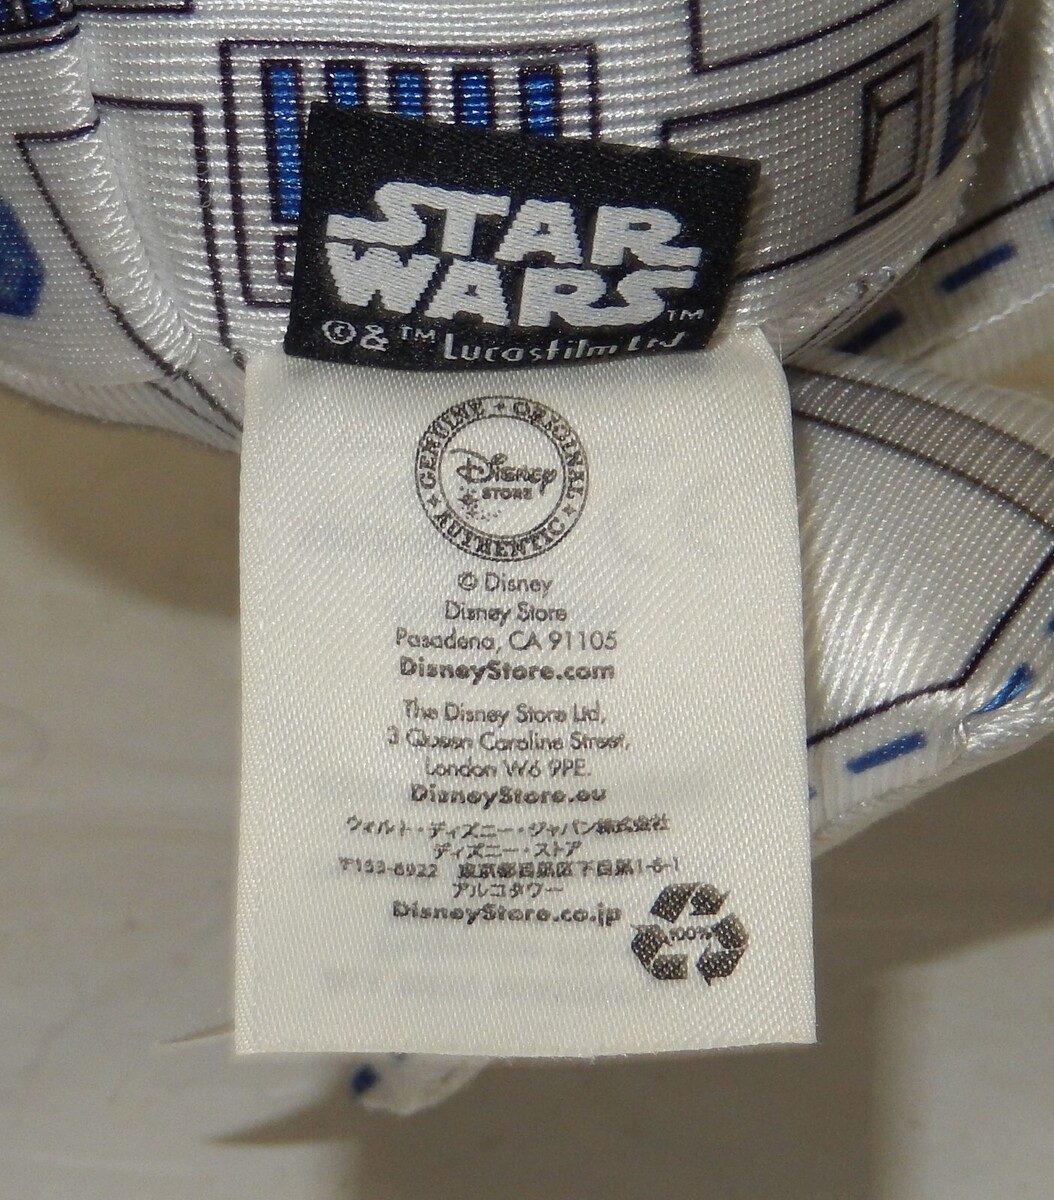 STAR
WARS™
©&™ Lucasfilm Ltd
GENUINE ORIGINAL
AUTHENTIC
Disney
STORE
© Disney
Disney Store
Pasadena, CA 91105
DisneyStore.com
The Disney Store Ltd,
3 Queen Caroline Street,
London W6 9PE.
DisneyStore.eu
ウォルト・ディズニー・ジャパン株式会社
ディズニー・ストア
〒153-8922 東京都目黒区下目黒1-8-1
アルコタワー
DisneyStore.co.jp
100%